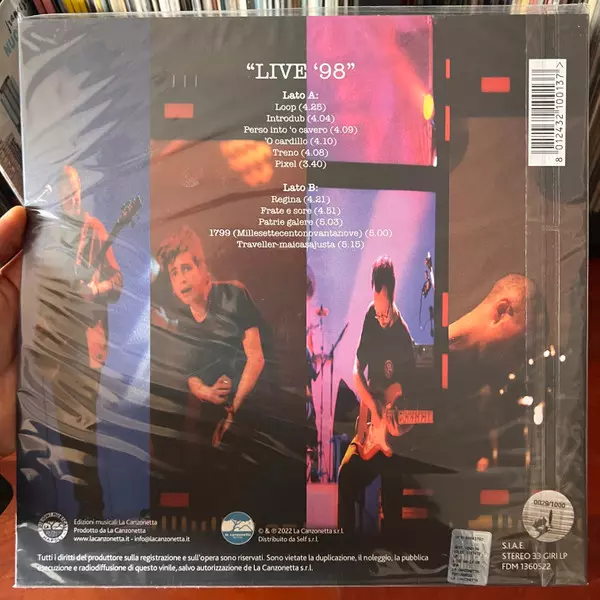 "LIVE '98"
Lato A:
Loop (4.25)
Introdub (4.04)
Perso into 'o cavero (4.09)
'O cardillo (4.10)
Treno (4.08)
Pixel (3.40)
Lato B:
Regina (4.21)
Frate e sore (4.51)
Patrie galere (5.03)
1799 (Millesettecentonovantanove) (5.00)
Traveller-maicasajusta (5.15)
8 012432 100137 >
Edizioni musicali La Canzonetta
Prodotto da La Canzonetta
www.lacanzonetta.it - info@lacanzonetta.it
© & ℗ 2022 La Canzonetta s.r.l.
Distribuito da Self s.r.l.
0029/1000
S.I.A.E.
STEREO 33 GIRI LP
FDM 1360522
Tutti i diritti del produttore sulla registrazione e sull'opera sono riservati. Sono vietate la duplicazione, il noleggio, la pubblica
esecuzione e radiodiffusione di questo vinile, salvo autorizzazione de La Canzonetta s.r.l.